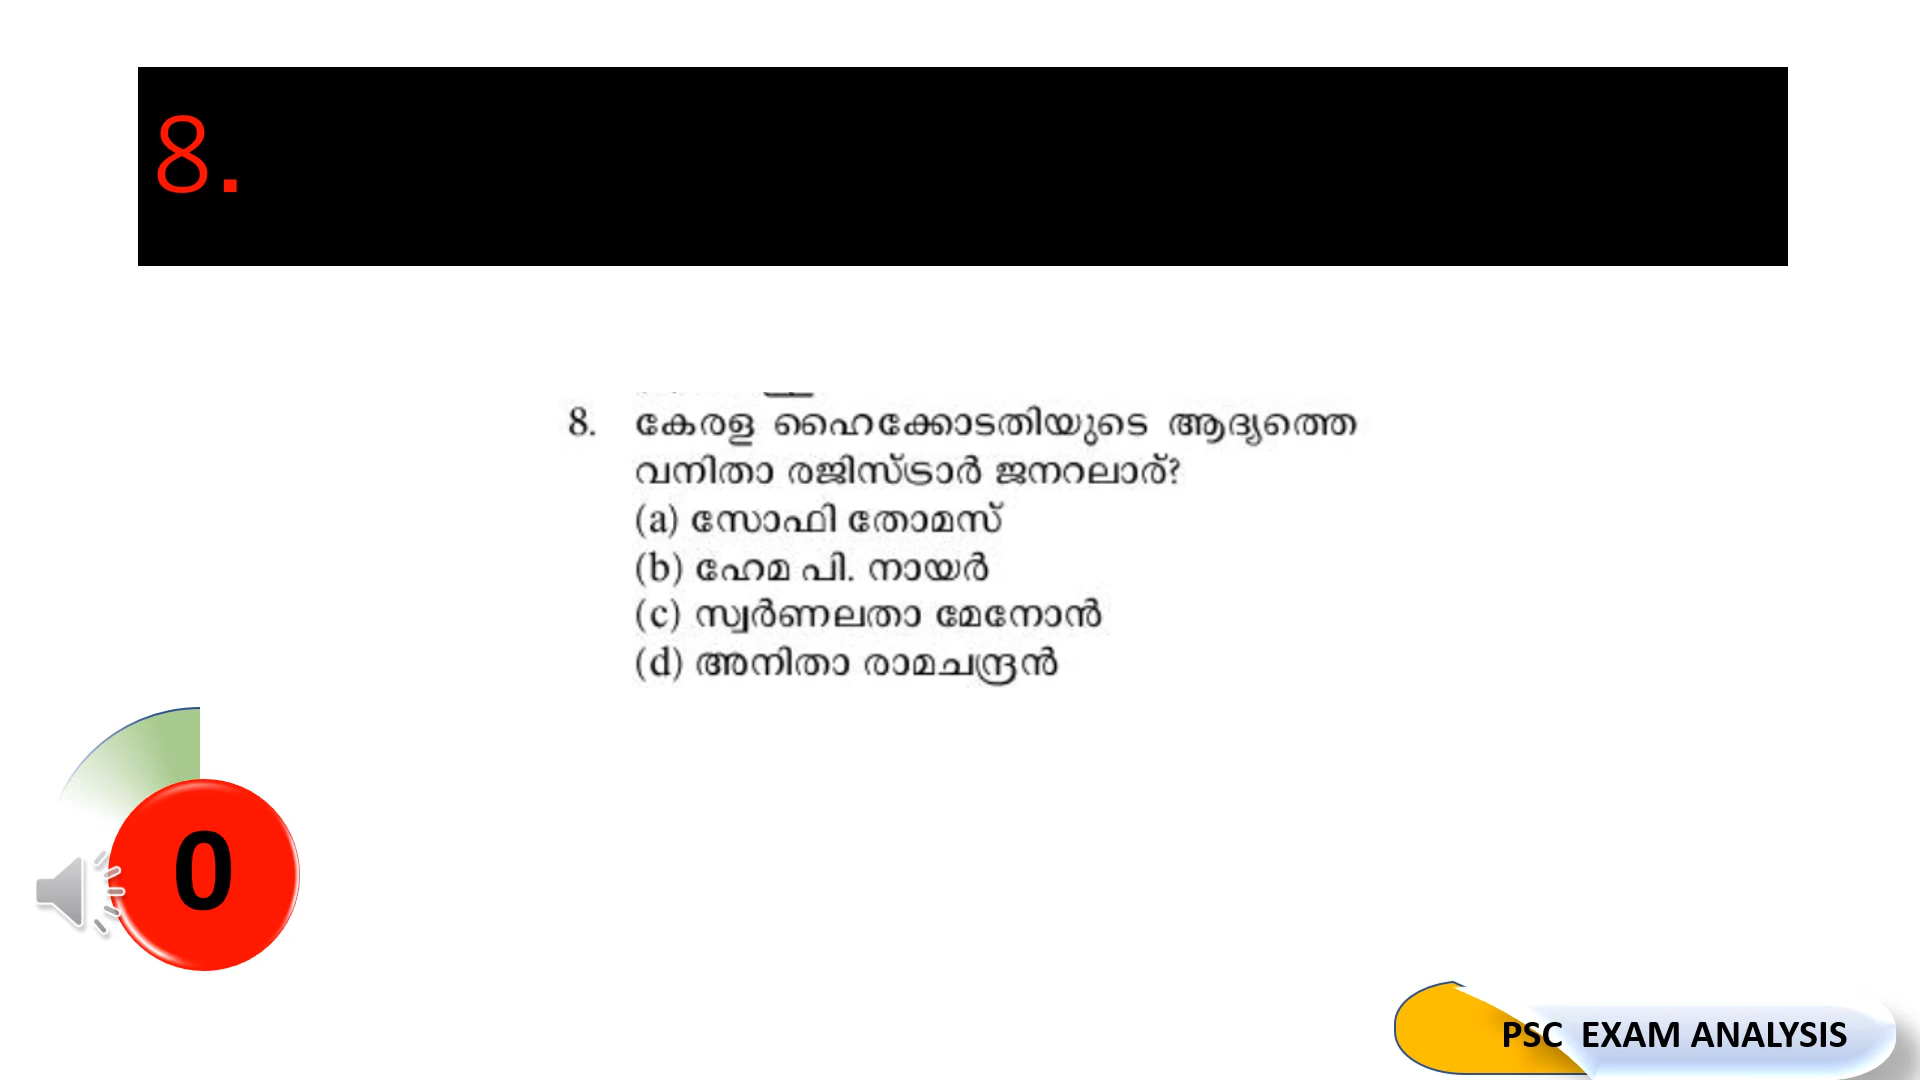 8.
8. കേരള ഹൈക്കോടതിയുടെ ആദ്യത്തെ
വനിതാ രജിസ്ട്രാർ ജനറലാര്?
(a) സോഫി തോമസ്
(b) ഹേമ പി. നായർ
(c) സ്വർണലതാ മേനോൻ
(d) അനിതാ രാമചന്ദ്രൻ
0
PSC EXAM ANALYSIS